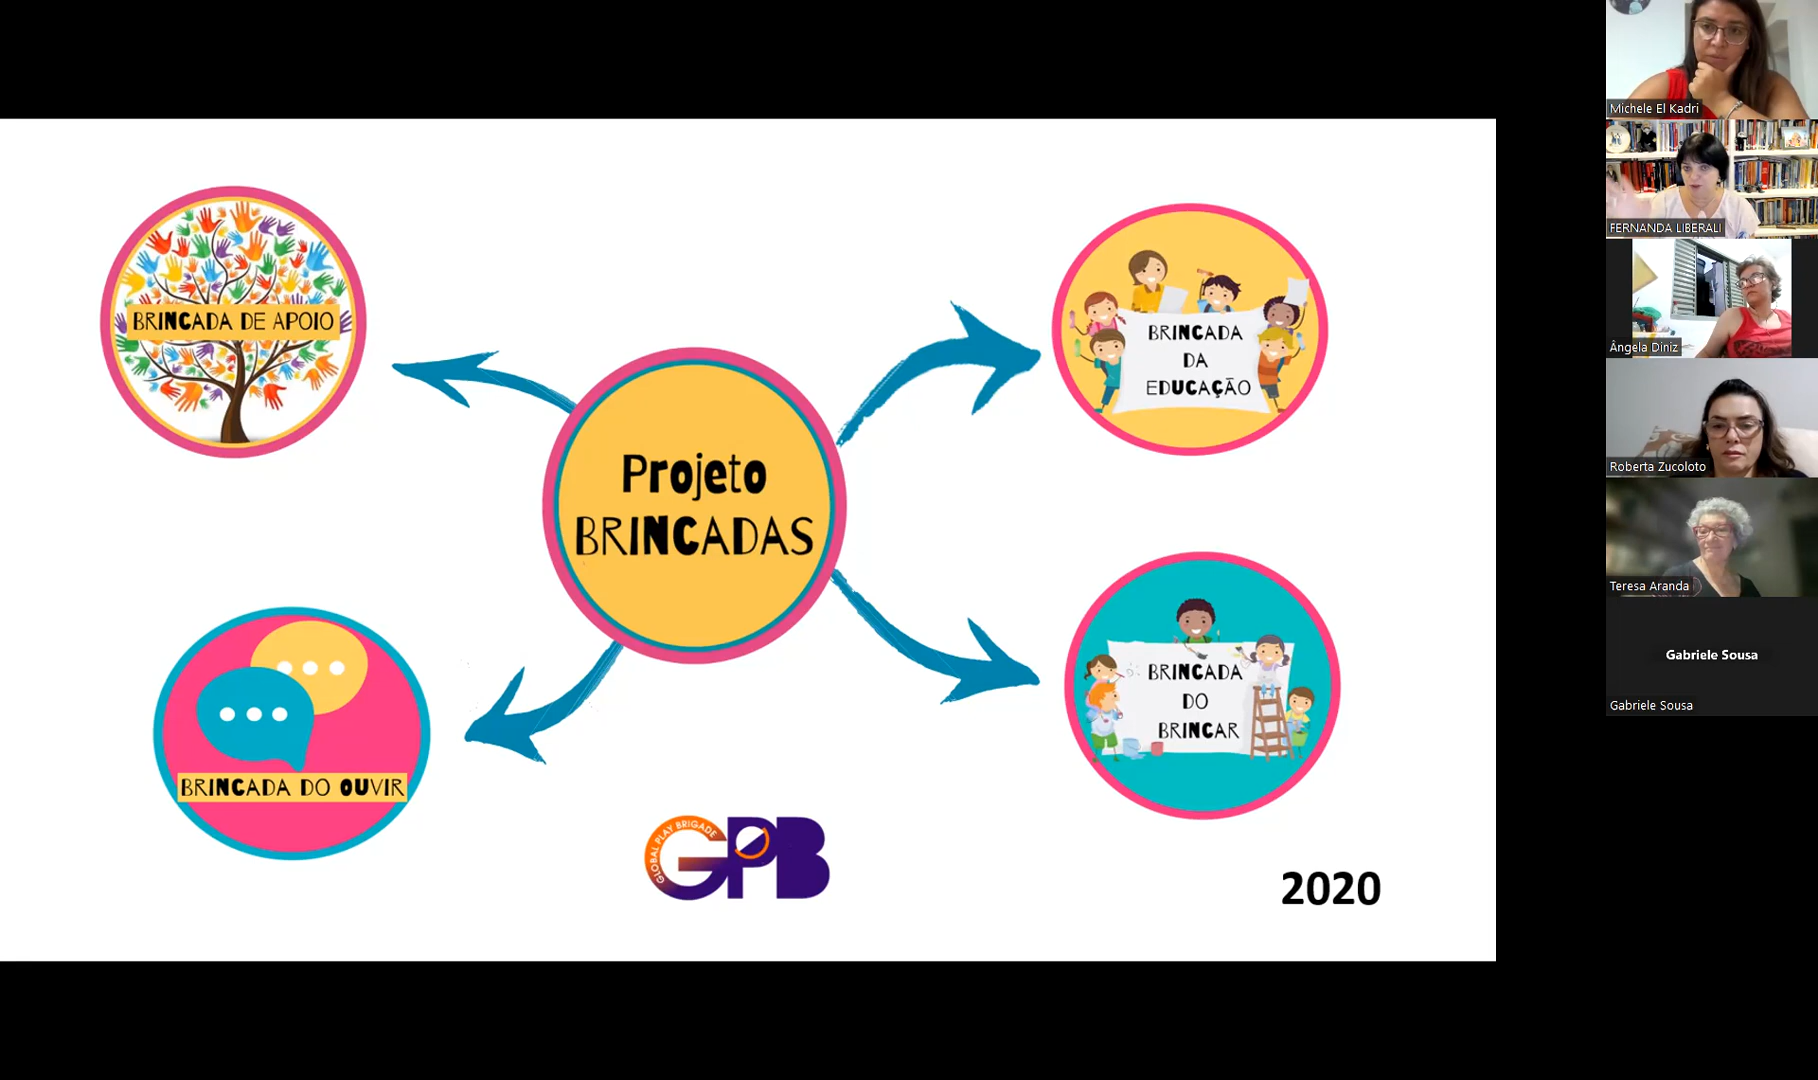 BRINCADA DE APOIO
BRINCADA
DA
EDUCAÇÃO
Projeto
BRINCADAS
BRINCADA DO OUVIR
BRINCADA
DO
BRINCAR
GLOBAL PLAY BRIGADE
GPB
2020
Michele El Kadri
FERNANDA LIBERALI
Ângela Diniz
Roberta Zucoloto
Teresa Aranda
Gabriele Sousa
Gabriele Sousa